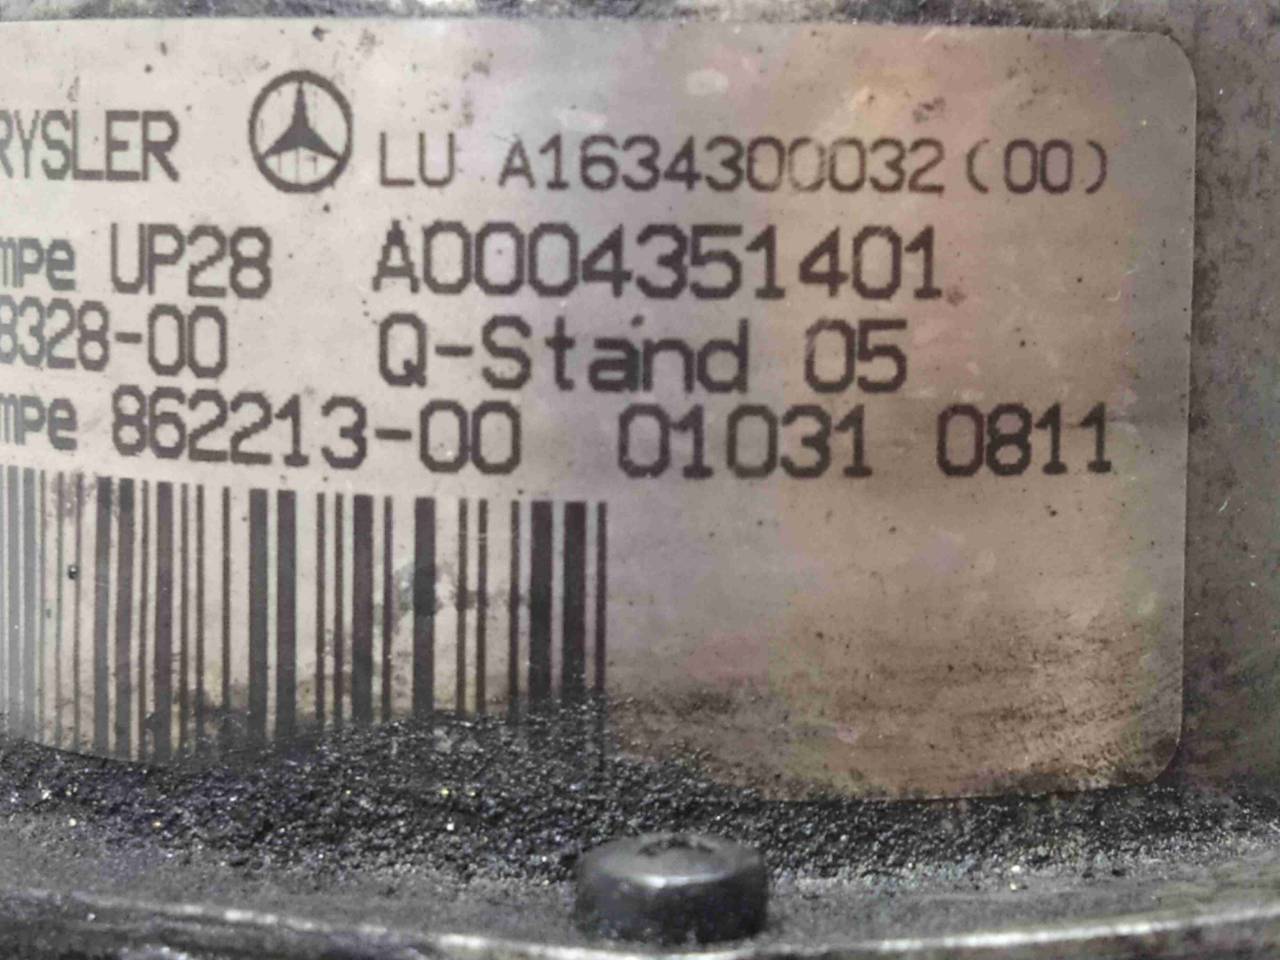 RYSLER LU A1634300032(00)
mpe UP28 A0004351401
8328-00 Q-Stand 05
mpe 862213-00 01031 0811